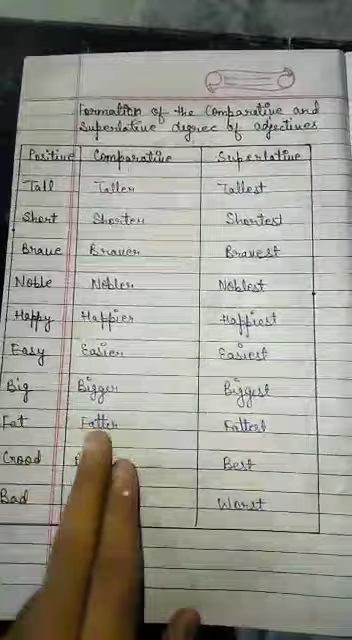 Formation of the Comparative and
Superlative degree of adjectives
Positive Comparative Superlative
Tall Taller Tallest
Short Shorter Shortest
Brave Braver Bravest
Noble Nobler Noblest
Happy Happier Happiest
Easy Easier Easiest
Big Bigger Biggest
Fat Fatter Fattest
Good Best
Bad Worst